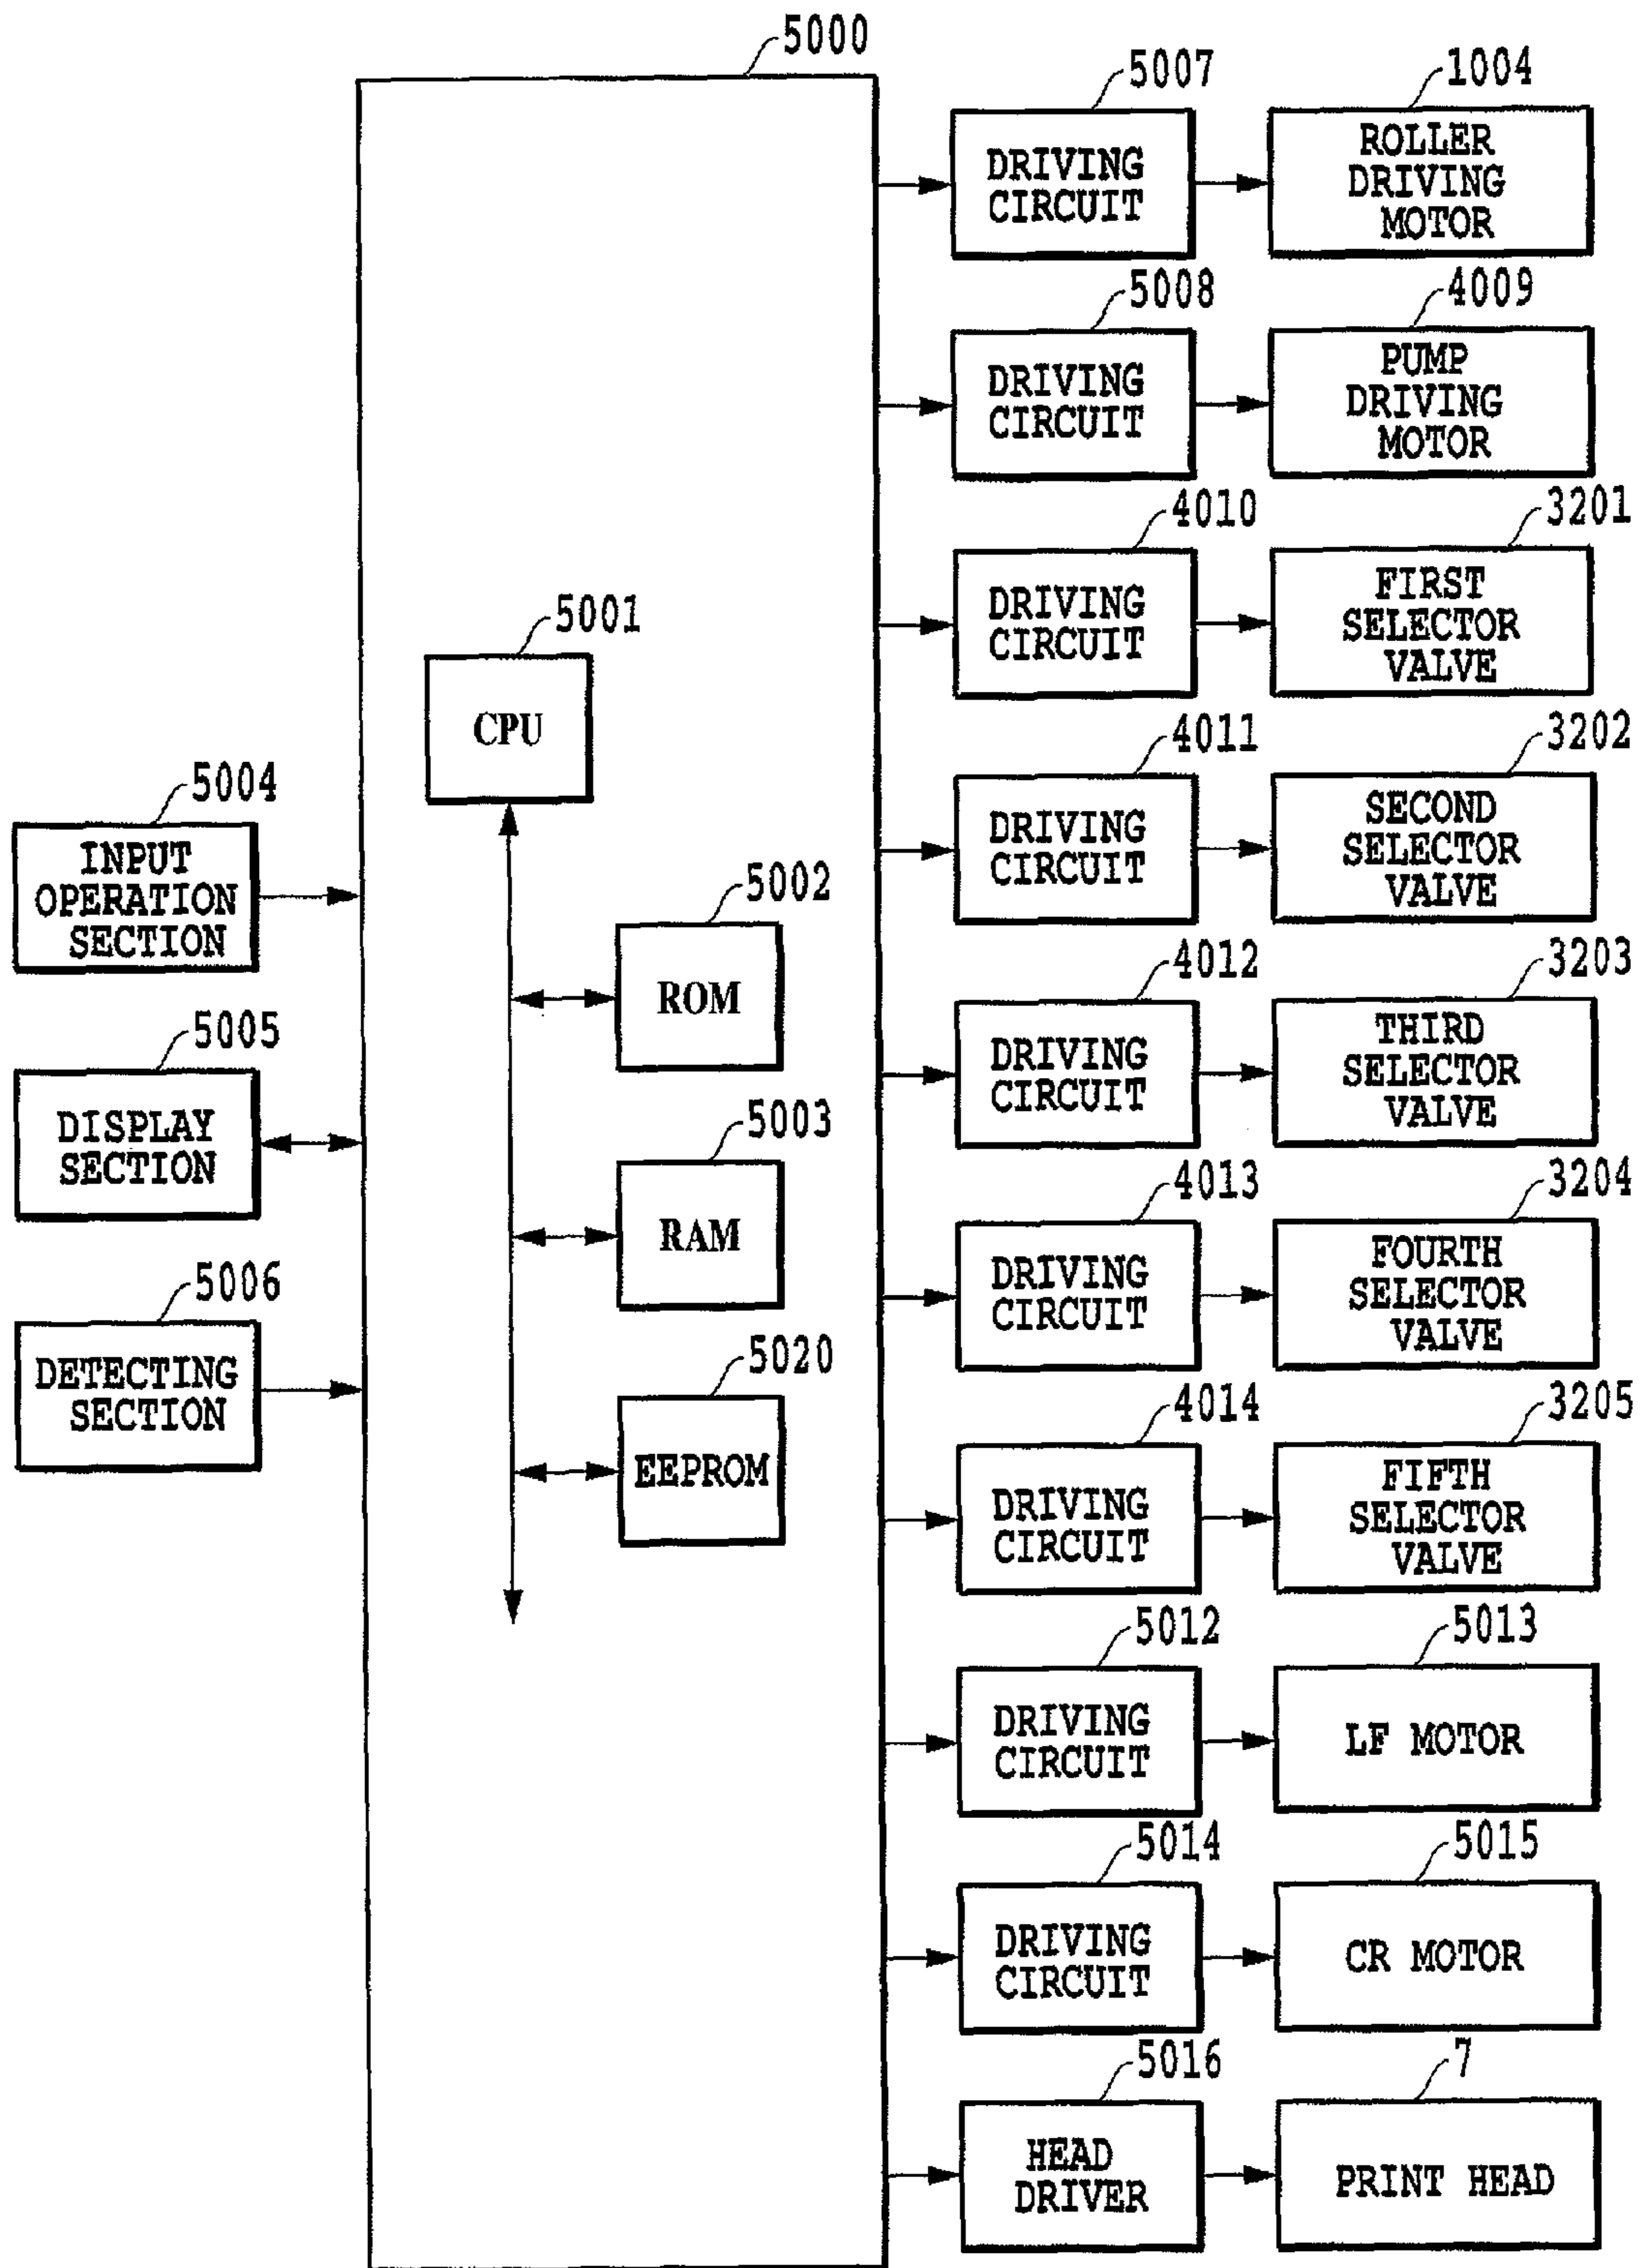 5000
5007
1004
DRIVING
CIRCUIT
ROLLER
DRIVING
MOTOR
5008
4009
DRIVING
CIRCUIT
PUMP
DRIVING
MOTOR
4010
3201
DRIVING
CIRCUIT
FIRST
SELECTOR
VALVE
5001
CPU
4011
3202
DRIVING
CIRCUIT
SECOND
SELECTOR
VALVE
5004
INPUT
OPERATION
SECTION
5002
ROM
4012
3203
DRIVING
CIRCUIT
THIRD
SELECTOR
VALVE
5005
DISPLAY
SECTION
5003
RAM
4013
3204
DRIVING
CIRCUIT
FOURTH
SELECTOR
VALVE
5006
DETECTING
SECTION
5020
EEPROM
4014
3205
DRIVING
CIRCUIT
FIFTH
SELECTOR
VALVE
5012
5013
DRIVING
CIRCUIT
LF MOTOR
5014
5015
DRIVING
CIRCUIT
CR MOTOR
5016
7
HEAD
DRIVER
PRINT HEAD